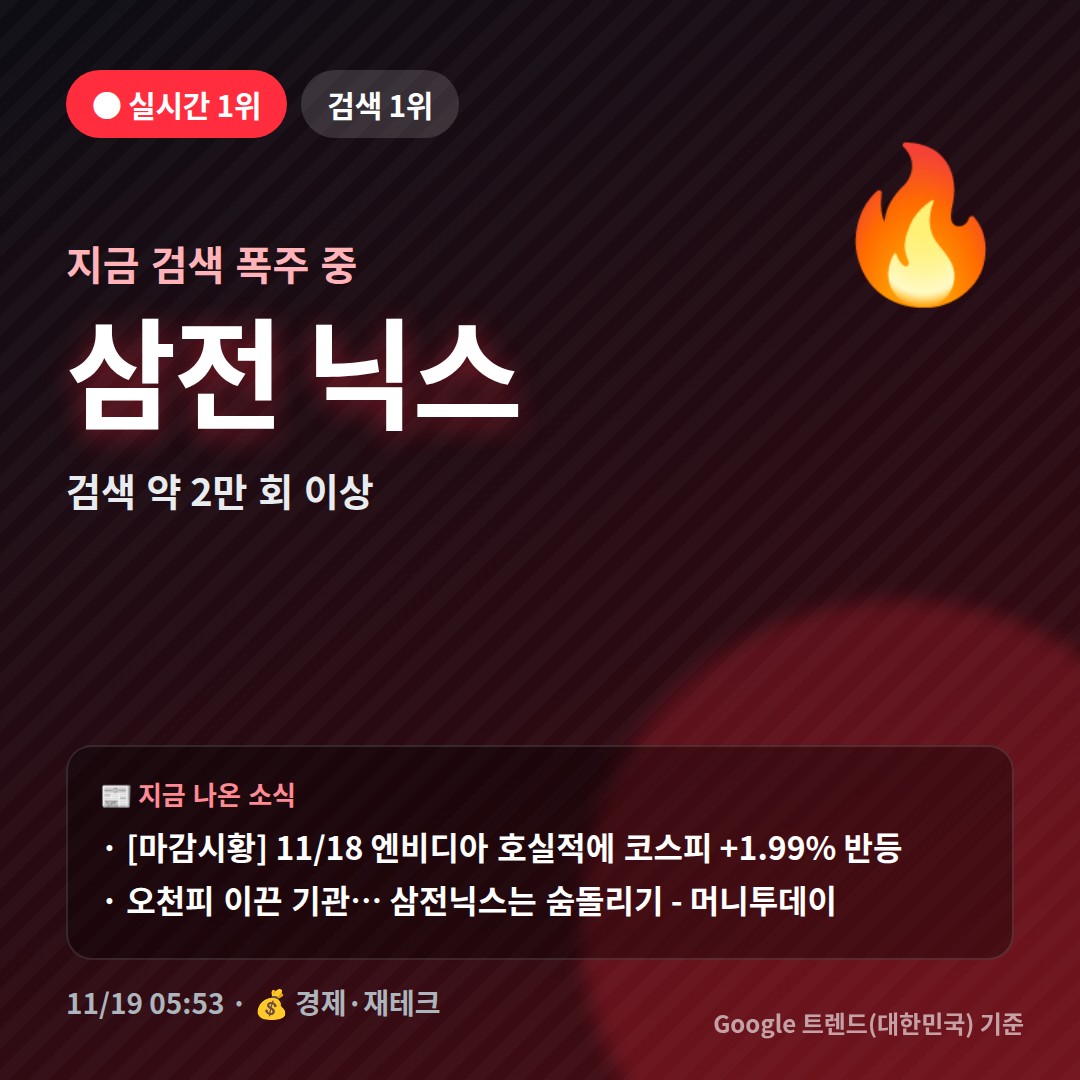 실시간 1위 검색 1위
지금 검색 폭주 중
삼전 닉스
검색 약 2만 회 이상
지금 나온 소식
· [마감시황] 11/18 엔비디아 호실적에 코스피 +1.99% 반등
· 오천피 이끈 기관… 삼전닉스는 숨돌리기 - 머니투데이
11/19 05:53 · 💰 경제·재테크
Google 트렌드(대한민국) 기준